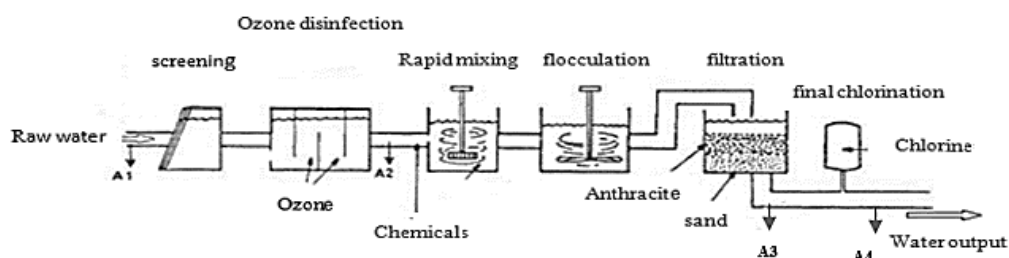 Ozone disinfection
screening
Rapid mixing
flocculation
filtration
final chlorination
Raw water
Chlorine
A1
A2
Anthracite
Ozone
sand
Chemicals
Water output
A3
A4